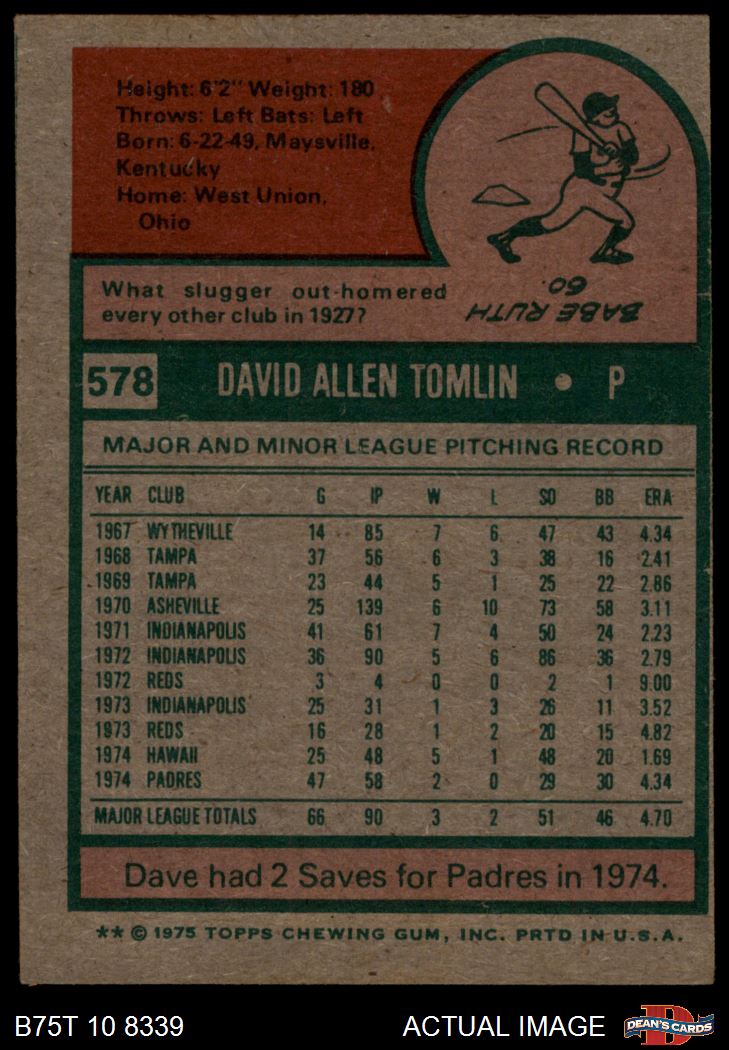 Height: 6'2" Weight: 180
Throws: Left Bats: Left
Born: 6-22-49, Maysville,
Kentucky
Home: West Union,
Ohio
What slugger out-homered
every other club in 1927?
BABE RUTH
60.
578 DAVID ALLEN TOMLIN • P
MAJOR AND MINOR LEAGUE PITCHING RECORD
YEAR CLUB G IP W L SO BB ERA
1967 WYTHEVILLE 14 85 7 6 47 43 4.34
1968 TAMPA 37 56 6 3 38 16 2.41
1969 TAMPA 23 44 5 1 25 22 2.86
1970 ASHEVILLE 25 139 6 10 73 58 3.11
1971 INDIANAPOLIS 41 61 7 4 50 24 2.23
1972 INDIANAPOLIS 36 90 5 6 86 36 2.79
1972 REDS 3 4 0 0 2 1 9.00
1973 INDIANAPOLIS 25 31 1 3 26 11 3.52
1973 REDS 16 28 1 2 20 15 4.82
1974 HAWAII 25 48 5 1 48 20 1.69
1974 PADRES 47 58 2 0 29 30 4.34
MAJOR LEAGUE TOTALS 66 90 3 2 51 46 4.70
Dave had 2 Saves for Padres in 1974.
** © 1975 TOPPS CHEWING GUM, INC. PRTD IN U.S.A.
B75T 10 8339 ACTUAL IMAGE DEAN'S CARDS